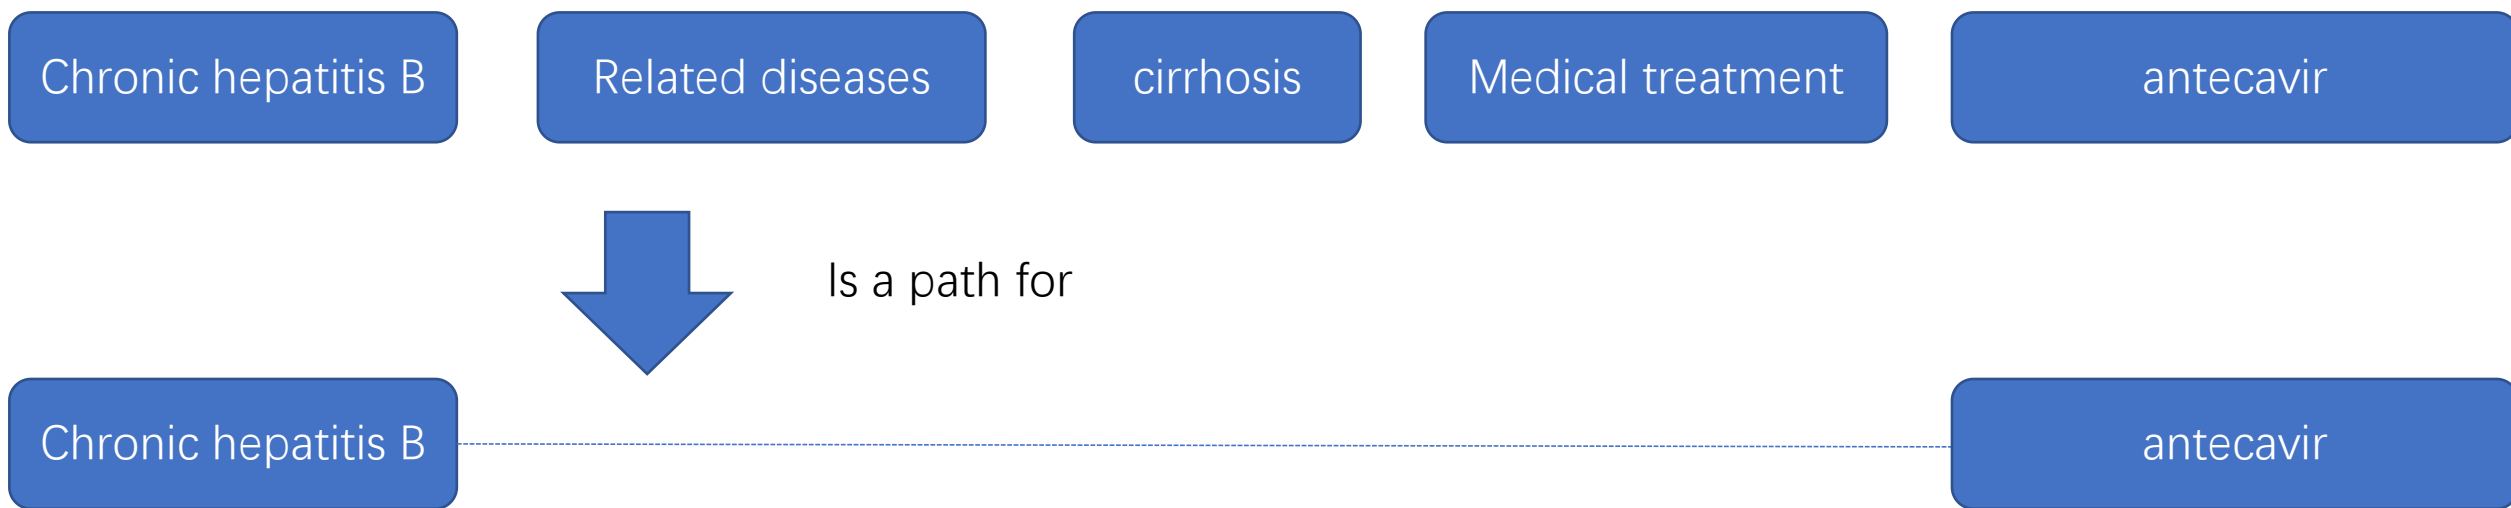 Chronic hepatitis B
Related diseases
cirrhosis
Medical treatment
antecavir
Is a path for
Chronic hepatitis B
antecavir